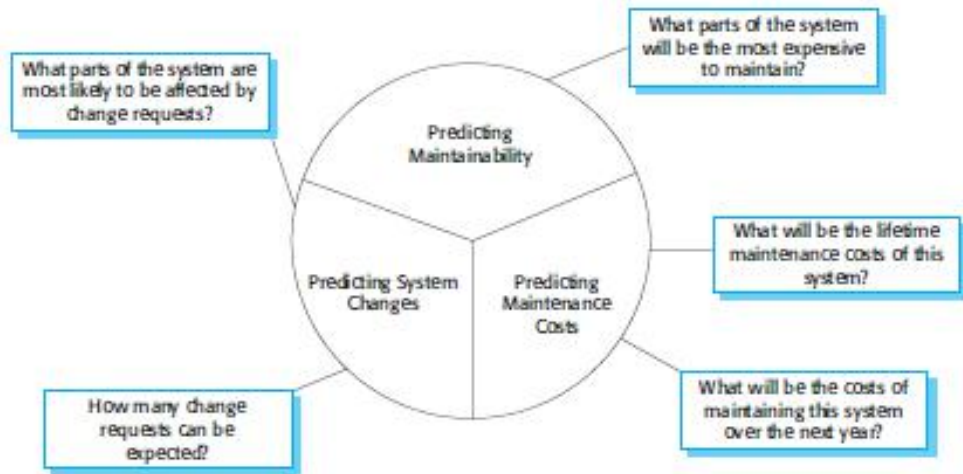 What parts of the system
will be the most expensive
to maintain?
What parts of the system are
most likely to be affected by
change requests?
Predicting
Maintainability
What will be the lifetime
maintenance costs of this
system?
Predicting System
Changes
Predicting
Maintenance
Costs
What will be the costs of
maintaining this system
over the next year?
How many change
requests can be
expected?